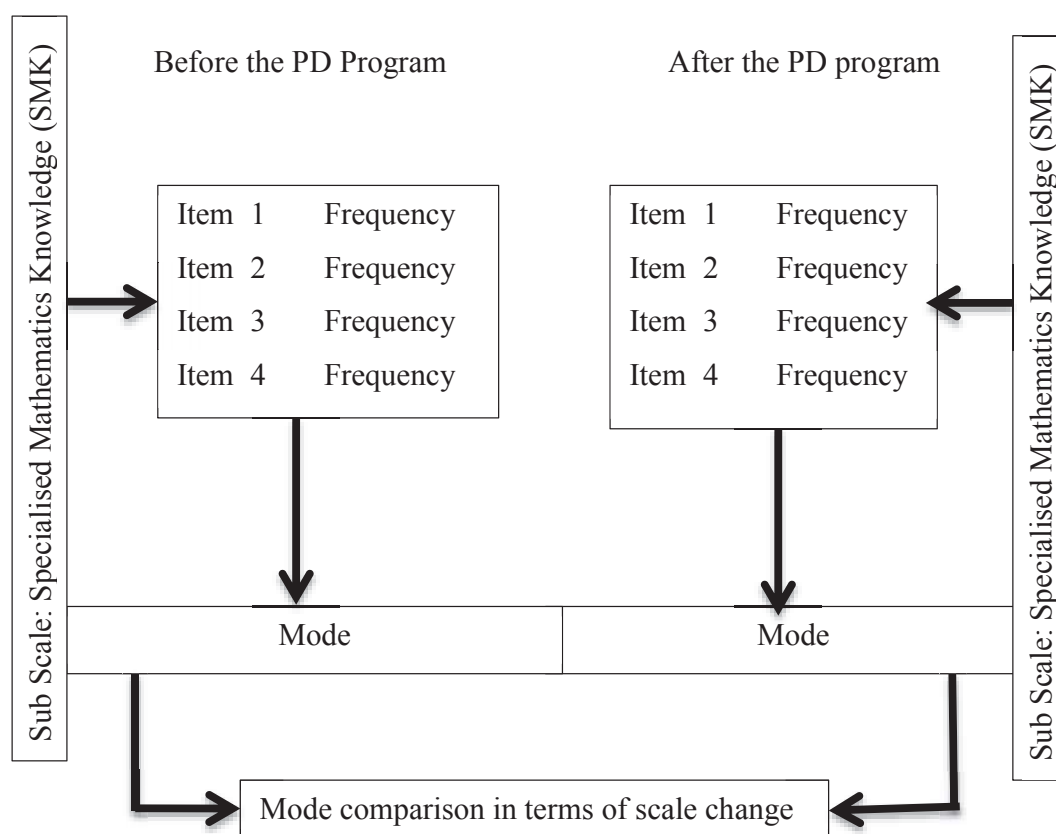 Sub Scale: Specialised Mathematics Knowledge (SMK)
Before the PD Program
Item 1 Frequency
Item 2 Frequency
Item 3 Frequency
Item 4 Frequency
Mode
After the PD program
Item 1 Frequency
Item 2 Frequency
Item 3 Frequency
Item 4 Frequency
Mode
Sub Scale: Specialised Mathematics Knowledge (SMK)
Mode comparison in terms of scale change